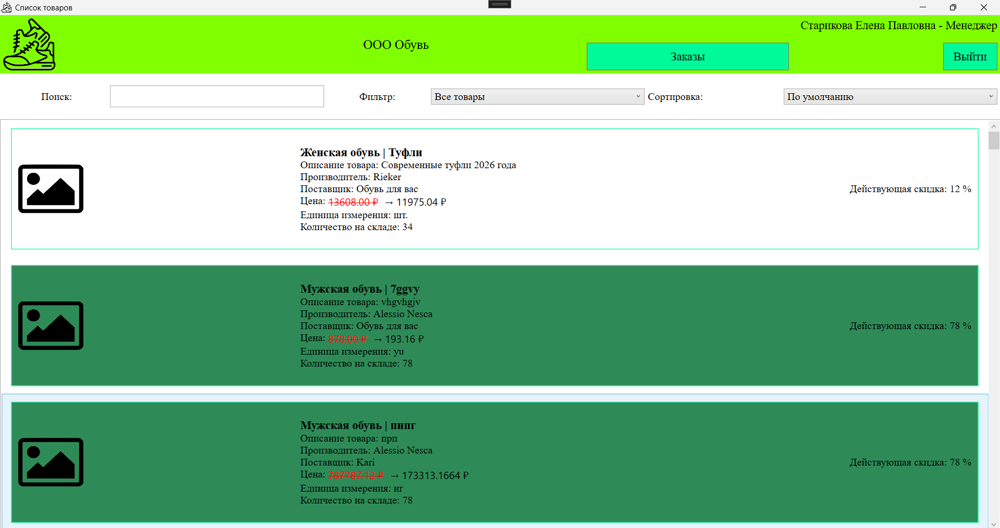 Список товаров
Старикова Елена Павловна - Менеджер
ООО Обувь
Заказы
Выйти
Поиск:
Фильтр:
Все товары
Сортировка:
По умолчанию
Женская обувь | Туфли
Описание товара: Современные туфли 2026 года
Производитель: Rieker
Поставщик: Обувь для вас
Цена: 13608.00 ₽ → 11975.04 ₽
Единица измерения: шт.
Количество на складе: 34
Действующая скидка: 12 %
Мужская обувь | 7ggvy
Описание товара: vhgvhgjv
Производитель: Alessio Nesca
Поставщик: Обувь для вас
Цена: 878.00 ₽ → 193.16 ₽
Единица измерения: yu
Количество на складе: 78
Действующая скидка: 78 %
Мужская обувь | пнпг
Описание товара: прп
Производитель: Alessio Nesca
Поставщик: Kari
Цена: 787787.12 ₽ → 173313.1664 ₽
Единица измерения: нг
Количество на складе: 78
Действующая скидка: 78 %